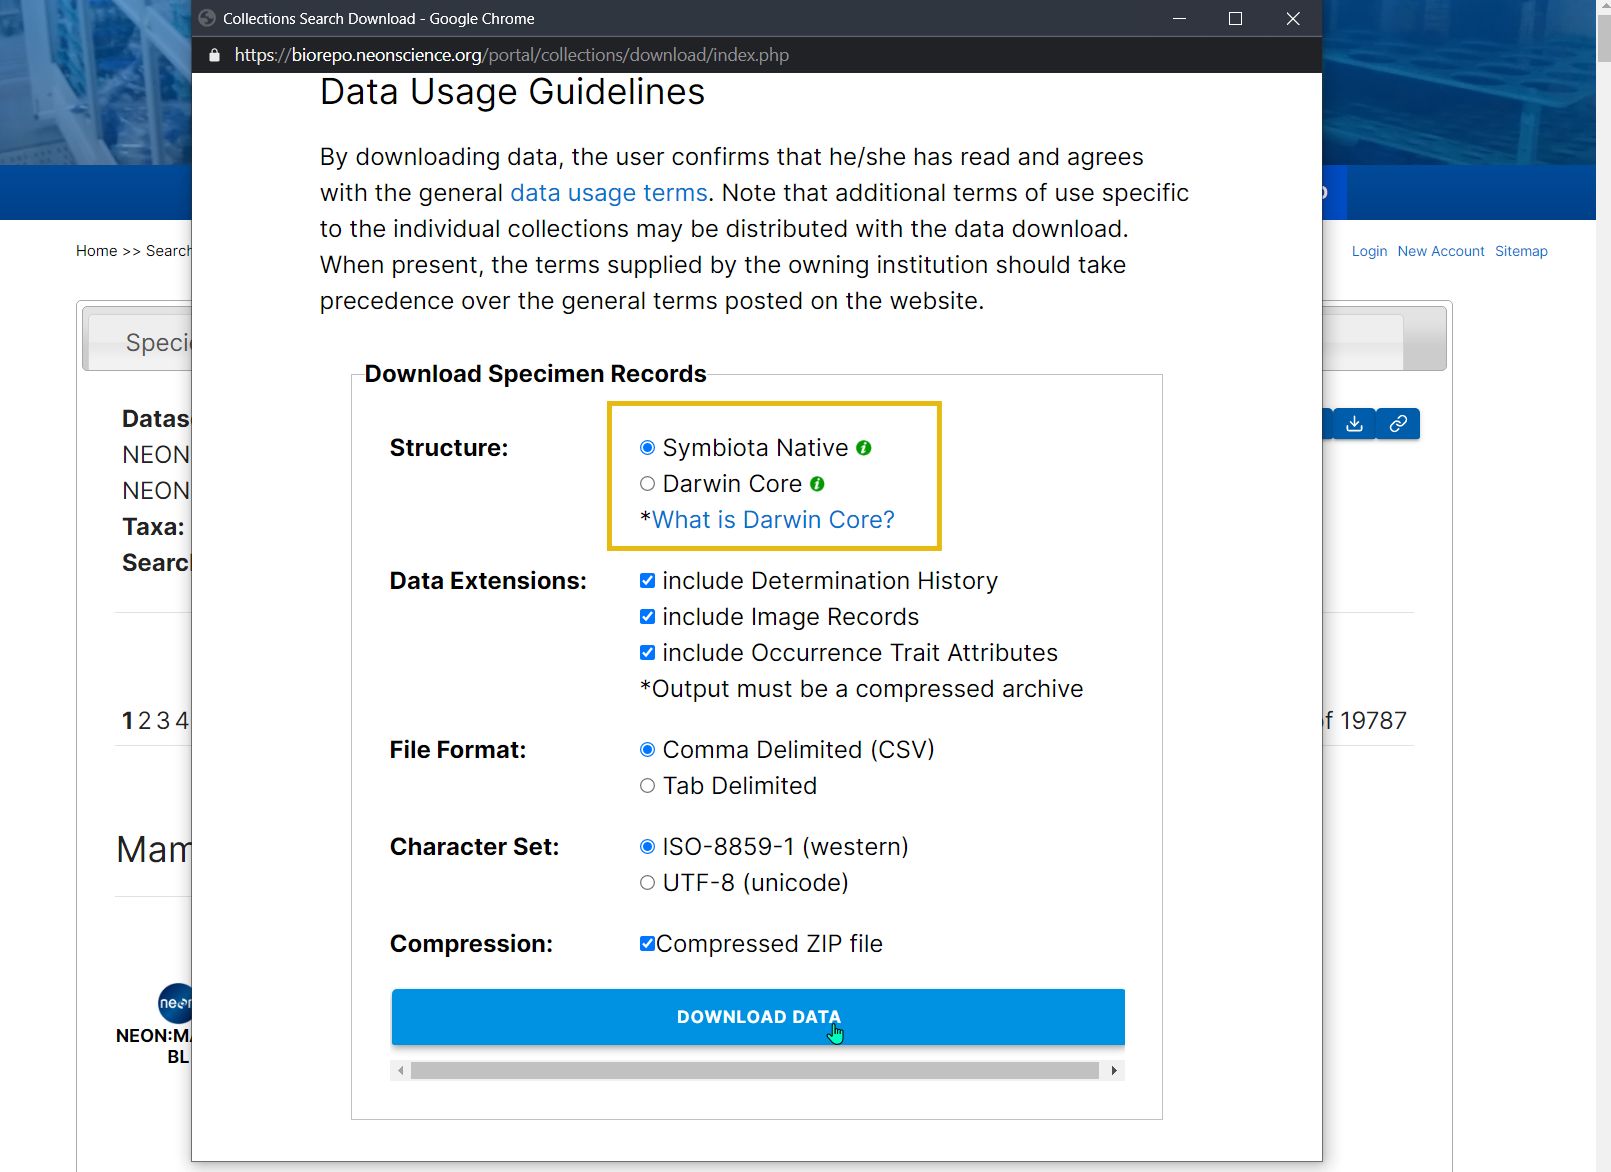 Collections Search Download - Google Chrome
https://biorepo.neonscience.org/portal/collections/download/index.php
Data Usage Guidelines
By downloading data, the user confirms that he/she has read and agrees
with the general data usage terms. Note that additional terms of use specific
to the individual collections may be distributed with the data download.
When present, the terms supplied by the owning institution should take
precedence over the general terms posted on the website.
Home >> Search
Login New Account Sitemap
Download Specimen Records
Structure:
Symbiota Native
Darwin Core
*What is Darwin Core?
Data Extensions:
include Determination History
include Image Records
include Occurrence Trait Attributes
*Output must be a compressed archive
File Format:
Comma Delimited (CSV)
Tab Delimited
Character Set:
ISO-8859-1 (western)
UTF-8 (unicode)
Compression:
Compressed ZIP file
DOWNLOAD DATA
Specie
Datas
NEON
NEON
Taxa:
Searc
1 2 3 4
of 19787
Mam
neon
NEON:MA
BL